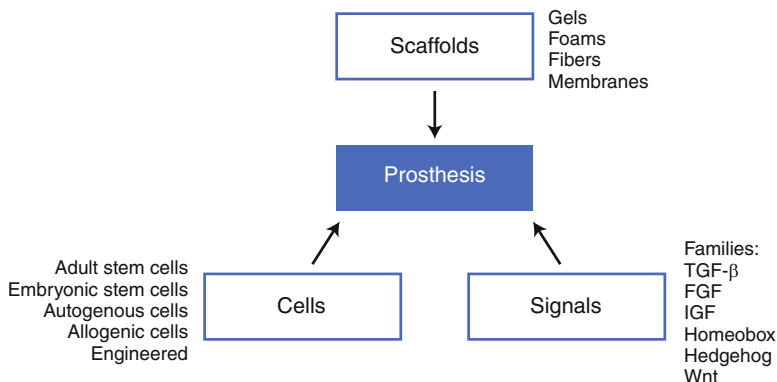 Scaffolds
Gels
Foams
Fibers
Membranes
Prosthesis
Adult stem cells
Embryonic stem cells
Autogenous cells
Allogenic cells
Engineered
Cells
Signals
Families:
TGF-β
FGF
IGF
Homeobox
Hedgehog
Wnt